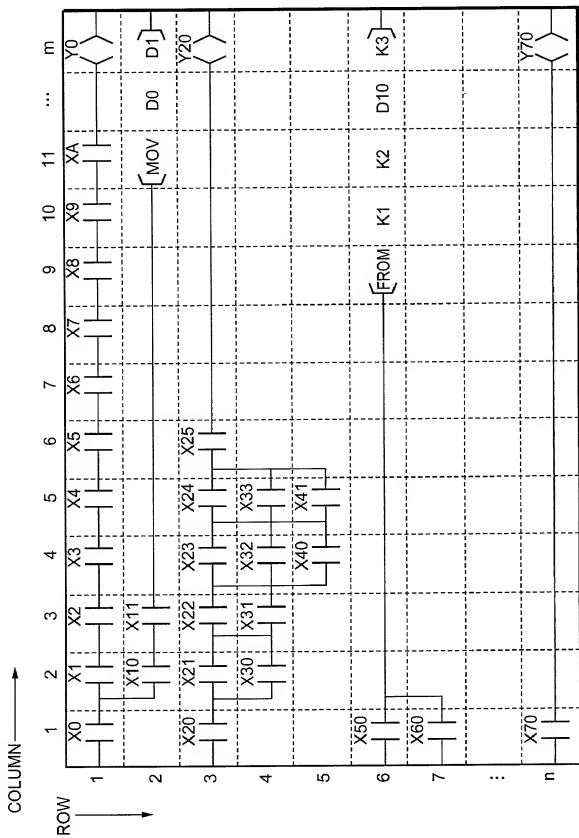 COLUMN
ROW
1 2 3 4 5 6 7 8 9 10 11 ... m
1 X0 X1 X2 X3 X4 X5 X6 X7 X8 X9 XA Y0
2 X10 X11 MOV D0 D1
3 X20 X21 X22 X23 X24 X25 Y20
4 X30 X31 X32 X33
5 X40 X41
6 X50 FROM K1 K2 D10 K3
7 X60
::
n X70 Y70